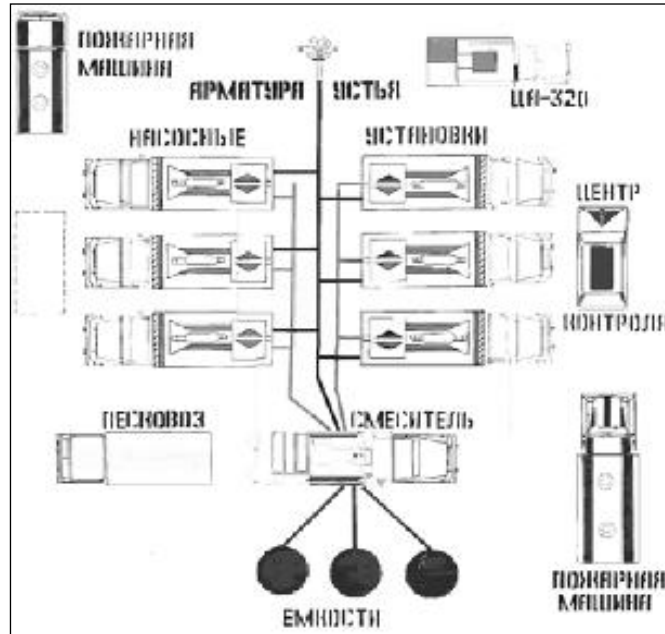 ПОЖАРНАЯ
МАШИНА
АРМАТУРА УСТЬЯ
ЦА-320
НАСОСНЫЕ
УСТАНОВКИ
ЦЕНТР
КОНТРОЛЯ
ПЕСКОВОЗ
СМЕСИТЕЛЬ
ПОЖАРНАЯ
МАШИНА
ЕМКОСТИ